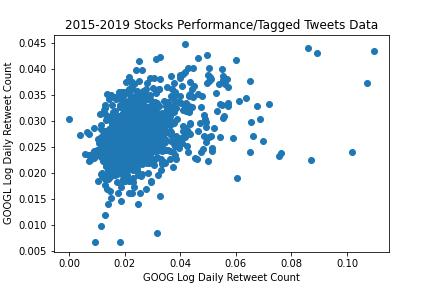 2015-2019 Stocks Performance/Tagged Tweets Data
0.045
0.040
0.035
0.030
0.025
0.020
0.015
0.010
0.005
GOOGL Log Daily Retweet Count
0.00 0.02 0.04 0.06 0.08 0.10
GOOG Log Daily Retweet Count